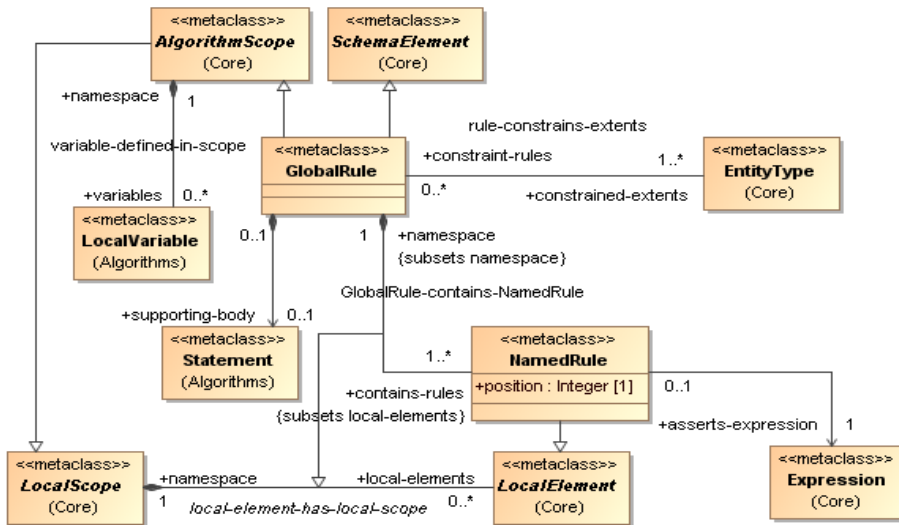 <<metaclass>>
AlgorithmScope
(Core)
<<metaclass>>
SchemaElement
(Core)
+namespace
1
variable-defined-in-scope
+variables
0..*
<<metaclass>>
LocalVariable
(Algorithms)
<<metaclass>>
GlobalRule
rule-constrains-extents
+constraint-rules
1..*
0..*
+constrained-extents
<<metaclass>>
EntityType
(Core)
0..1
1
+namespace
{subsets namespace}
GlobalRule-contains-NamedRule
+supporting-body
0..1
<<metaclass>>
Statement
(Algorithms)
1..*
+contains-rules
{subsets local-elements}
<<metaclass>>
NamedRule
+position : Integer [1]
0..1
+asserts-expression
1
<<metaclass>>
LocalScope
(Core)
+namespace
1
+local-elements
0..*
local-element-has-local-scope
<<metaclass>>
LocalElement
(Core)
<<metaclass>>
Expression
(Core)